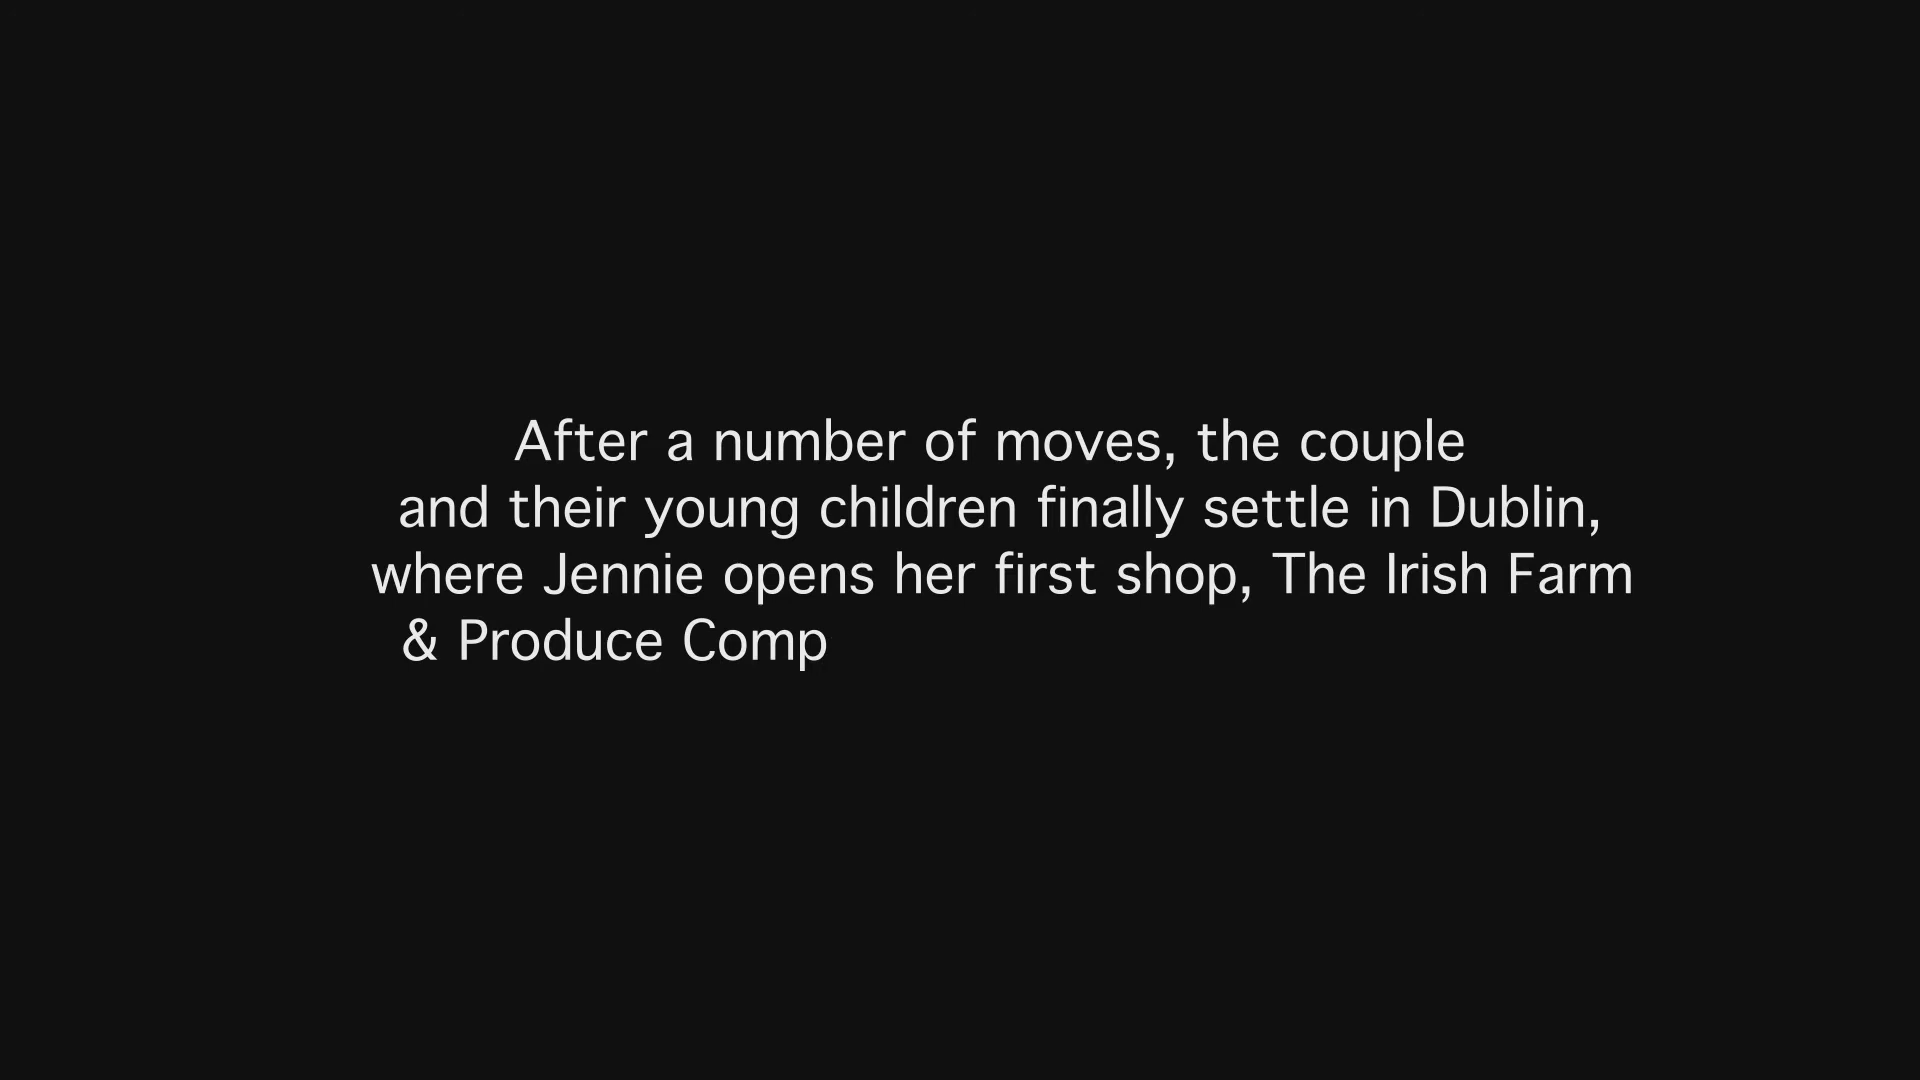 After a number of moves, the couple
and their young children finally settle in Dublin,
where Jennie opens her first shop, The Irish Farm
& Produce Comp